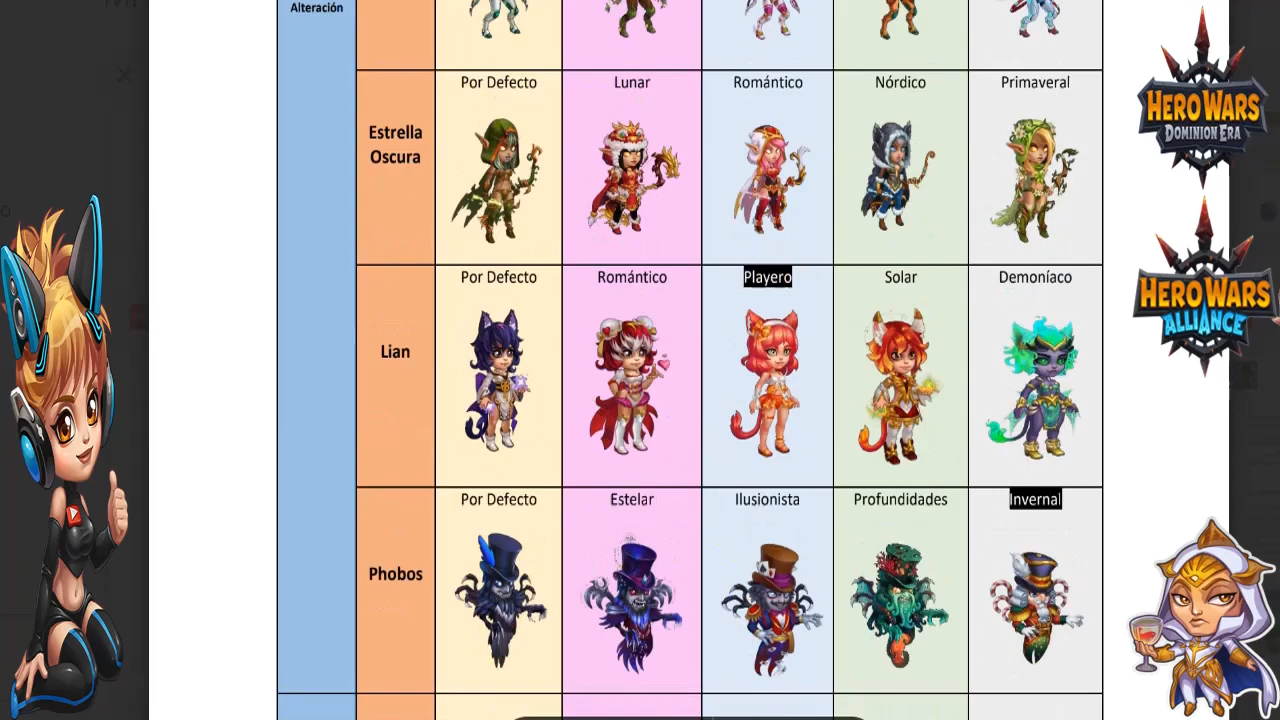 Alteración
Por Defecto
Lunar
Romántico
Nórdico
Primaveral
Estrella
Oscura
Por Defecto
Romántico
Playero
Solar
Demoníaco
Lian
Por Defecto
Estelar
Ilusionista
Profundidades
Invernal
Phobos
HERO WARS
DOMINION ERA
HERO WARS
ALLIANCE